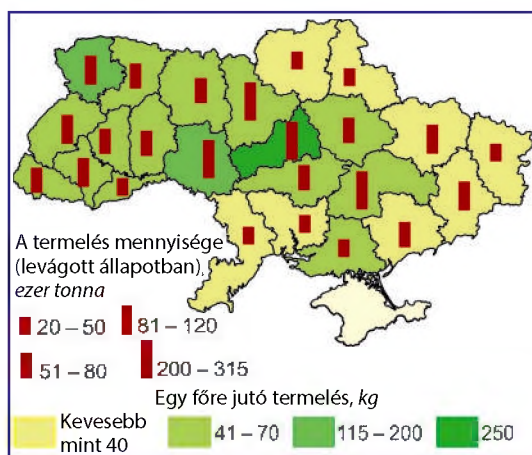 A termelés mennyisége
(levágott állapotban),
ezer tonna
20 – 50
81 – 120
51 – 80
200 – 315
Egy főre jutó termelés, kg
Kevesebb
mint 40
41 – 70
115 – 200
250